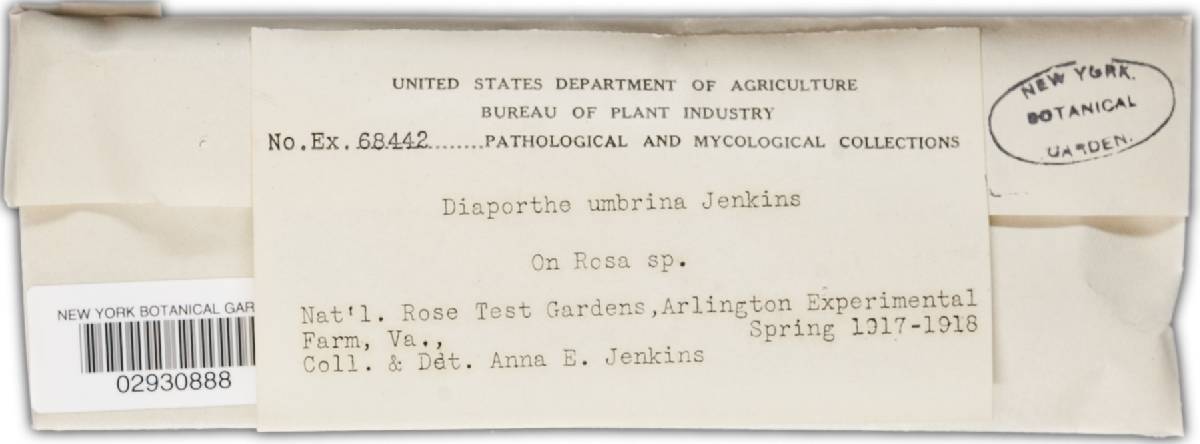 UNITED STATES DEPARTMENT OF AGRICULTURE
BUREAU OF PLANT INDUSTRY
No.Ex. 68442........PATHOLOGICAL AND MYCOLOGICAL COLLECTIONS
Diaporthe umbrina Jenkins
On Rosa sp.
Nat'l. Rose Test Gardens,Arlington Experimental
Farm, Va., Spring 1917-1918
Coll. & Det. Anna E. Jenkins
NEW YORK
BOTANICAL
GARDEN.
NEW YORK BOTANICAL GAR
02930888